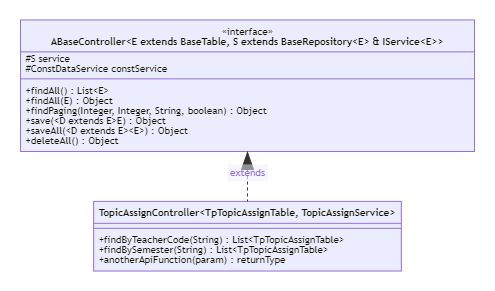 «interface»
ABaseController<E extends BaseTable, S extends BaseRepository<E> & IService<E>>
#S service
#ConstDataService constService
+findAll() : List<E>
+findAll(E) : Object
+findPaging(Integer, Integer, String, boolean) : Object
+save(<D extends E>E) : Object
+saveAll(<D extends E><E>) : Object
+deleteAll() : Object
extends
TopicAssignController<TpTopicAssignTable, TopicAssignService>
+findByTeacherCode(String) : List<TpTopicAssignTable>
+findBySemester(String) : List<TpTopicAssignTable>
+anotherApiFunction(param) : returnType